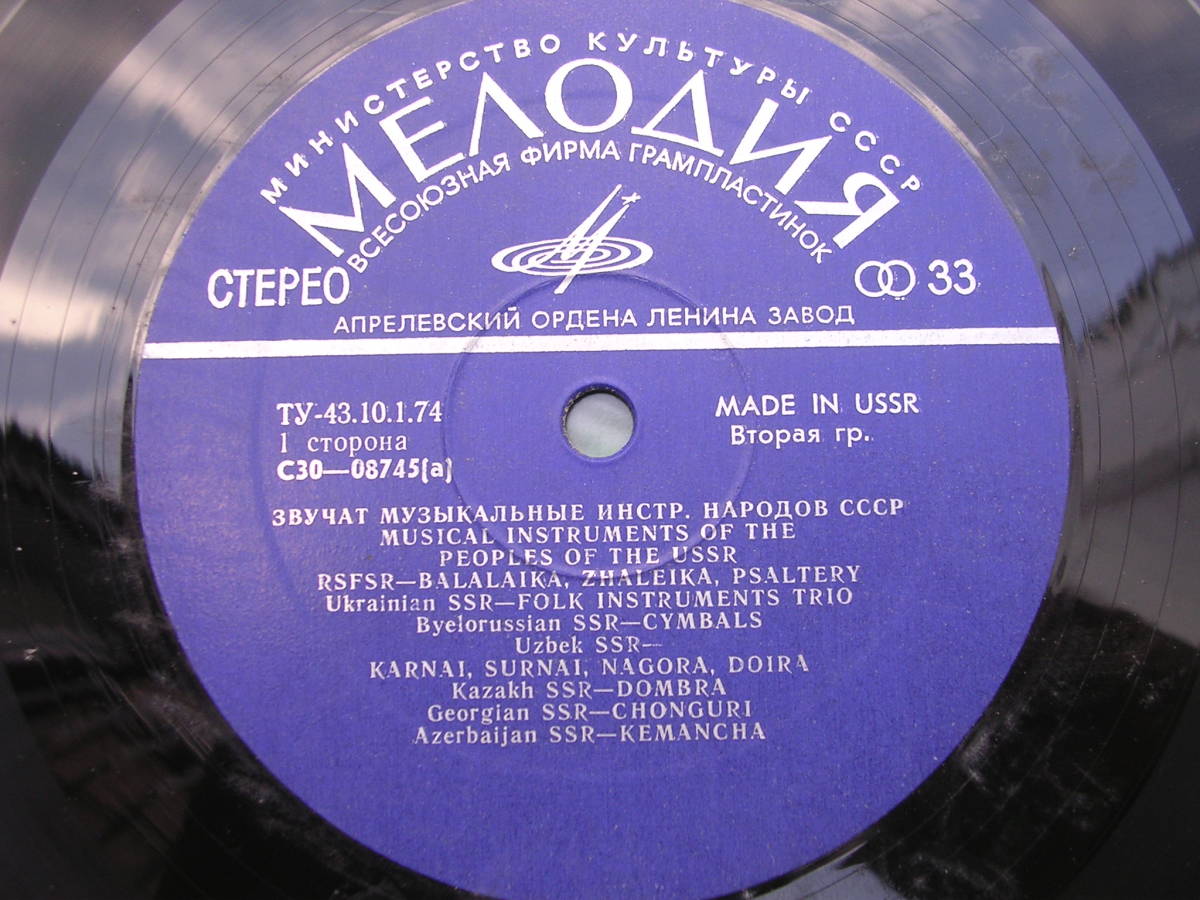 МИНИСТЕРСТВО КУЛЬТУРЫ СССР
МЕЛОДИЯ
ВСЕСОЮЗНАЯ ФИРМА ГРАМПЛАСТИНОК
СТЕРЕО
33
АПРЕЛЕВСКИЙ ОРДЕНА ЛЕНИНА ЗАВОД
ТУ-43.10.1.74
1 сторона
С30—08745(а)
MADE IN USSR
Вторая гр.
ЗВУЧАТ МУЗЫКАЛЬНЫЕ ИНСТР. НАРОДОВ СССР
MUSICAL INSTRUMENTS OF THE
PEOPLES OF THE USSR
RSFSR—BALALAIKA, ZHALEIKA, PSALTERY
Ukrainian SSR—FOLK INSTRUMENTS TRIO
Byelorussian SSR—CYMBALS
Uzbek SSR—
KARNAI, SURNAI, NAGORA, DOIRA
Kazakh SSR—DOMBRA
Georgian SSR—CHONGURI
Azerbaijan SSR—KEMANCHA